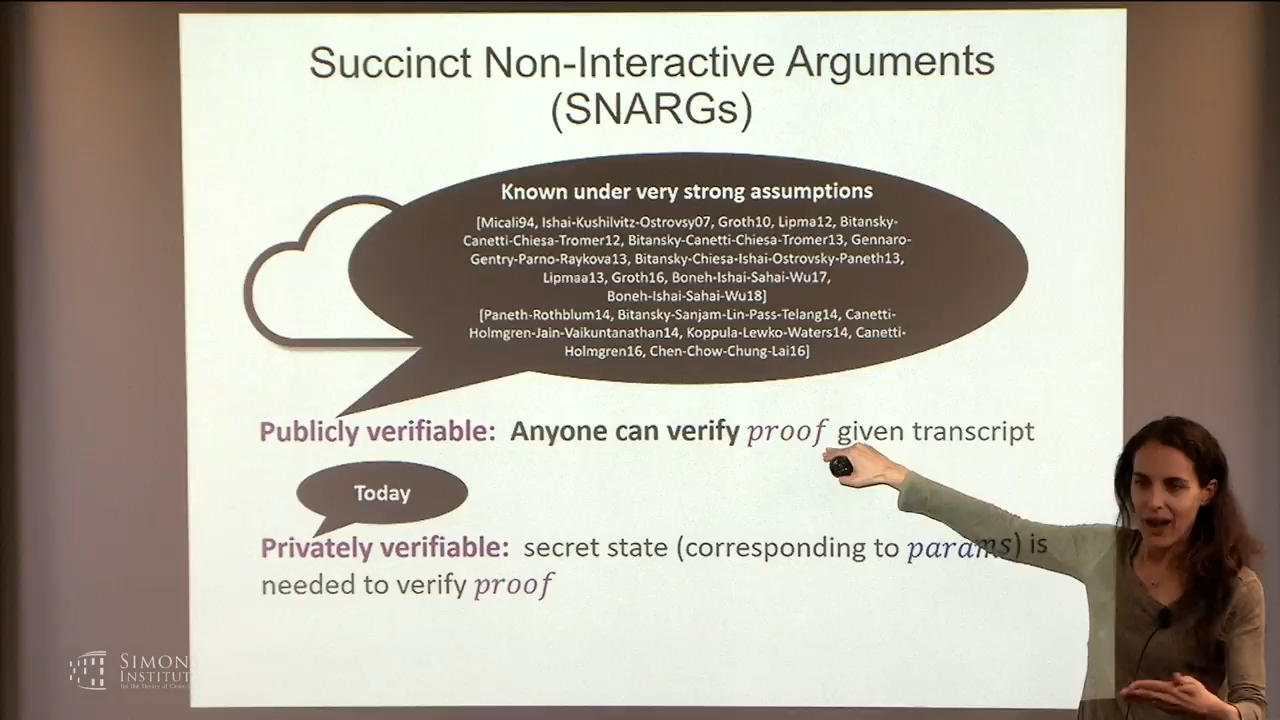 Succinct Non-Interactive Arguments
(SNARGs)
Known under very strong assumptions
[Micali94, Ishai-Kushilvitz-Ostrovsy07, Groth10, Lipma12, Bitansky-
Canetti-Chiesa-Tromer12, Bitansky-Canetti-Chiesa-Tromer13, Gennaro-
Gentry-Parno-Raykova13, Bitansky-Chiesa-Ishai-Ostrovsky-Paneth13,
Lipmaa13, Groth16, Boneh-Ishai-Sahai-Wu17,
Boneh-Ishai-Sahai-Wu18]
[Paneth-Rothblum14, Bitansky-Sanjam-Lin-Pass-Telang14, Canetti-
Holmgren-Jain-Vaikuntanathan14, Koppula-Lewko-Waters14, Canetti-
Holmgren16, Chen-Chow-Chung-Lai16]
Publicly verifiable: Anyone can verify proof given transcript
Today
Privately verifiable: secret state (corresponding to params) is
needed to verify proof
SIMON
INSTITUT